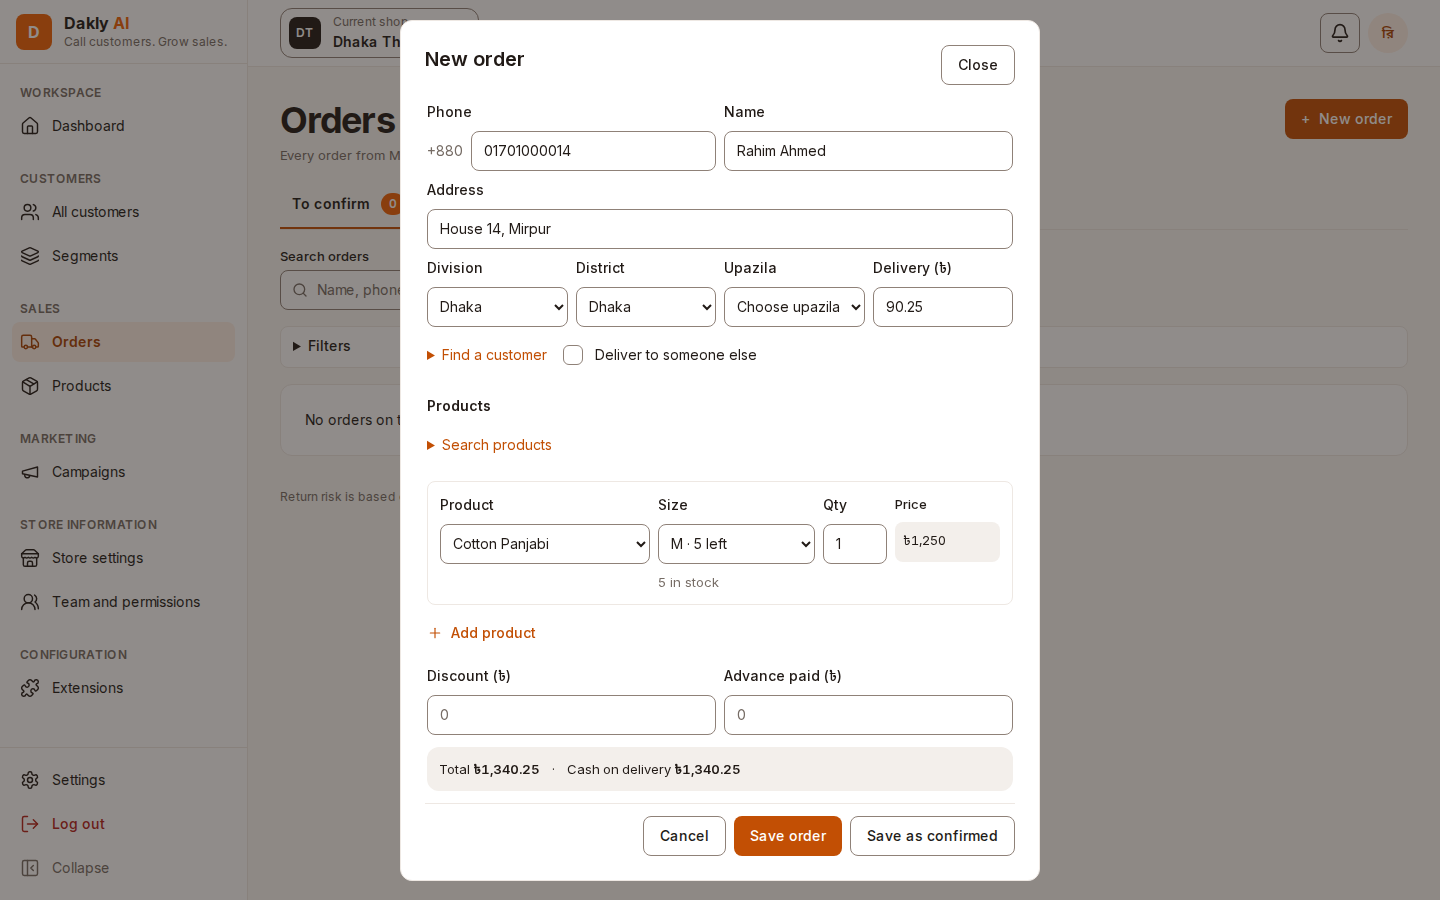 D
Dakly AI
Call customers. Grow sales.
WORKSPACE
Dashboard
CUSTOMERS
All customers
Segments
SALES
Orders
Products
MARKETING
Campaigns
STORE INFORMATION
Store settings
Team and permissions
CONFIGURATION
Extensions
Settings
Log out
Collapse
DT
Current shop
Dhaka Th
রি
Orders
Every order from M
+ New order
To confirm 0
Search orders
Name, phone
Filters
No orders on t
Return risk is based
New order
Close
Phone
Name
+880
01701000014
Rahim Ahmed
Address
House 14, Mirpur
Division
District
Upazila
Delivery (৳)
Dhaka
Dhaka
Choose upazila
90.25
Find a customer
Deliver to someone else
Products
Search products
Product
Size
Qty
Price
Cotton Panjabi
M · 5 left
1
৳1,250
5 in stock
Add product
Discount (৳)
Advance paid (৳)
0
0
Total ৳1,340.25 · Cash on delivery ৳1,340.25
Cancel
Save order
Save as confirmed